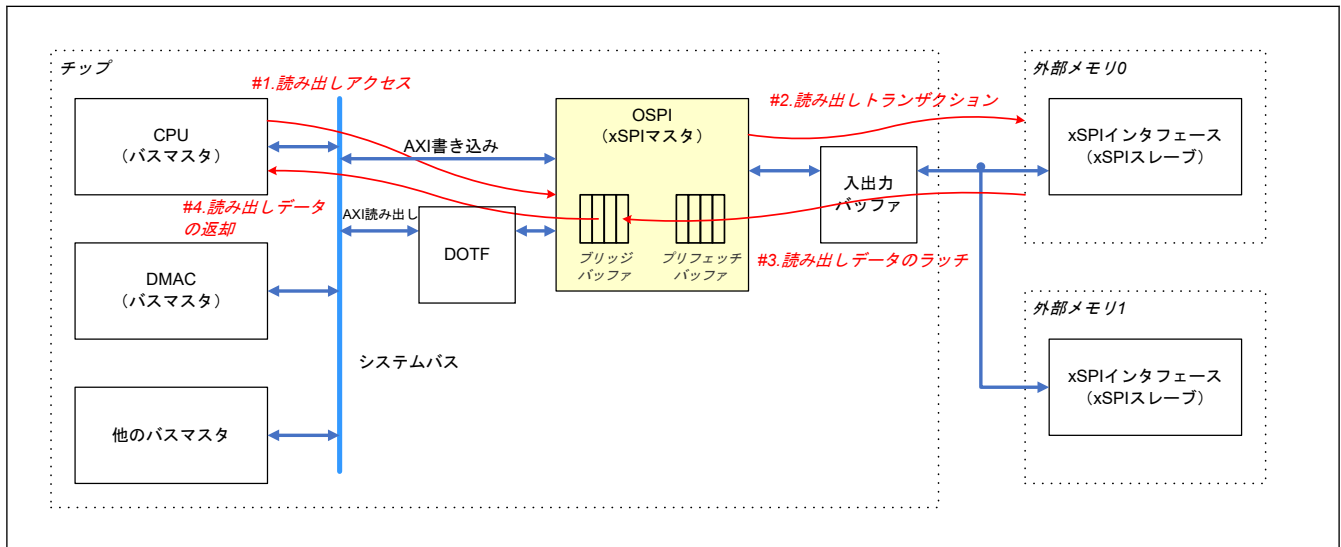 チップ
#1.読み出しアクセス
CPU
（バスマスタ）
#4.読み出しデータ
の返却
DMAC
（バスマスタ）
他のバスマスタ
システムバス
AXI書き込み
AXI読み出し
DOTF
OSPI
（xSPIマスタ）
ブリッジ
バッファ
プリフェッチ
バッファ
#2.読み出しトランザクション
入出力
バッファ
#3.読み出しデータのラッチ
外部メモリ0
xSPIインタフェース
（xSPIスレーブ）
外部メモリ1
xSPIインタフェース
（xSPIスレーブ）